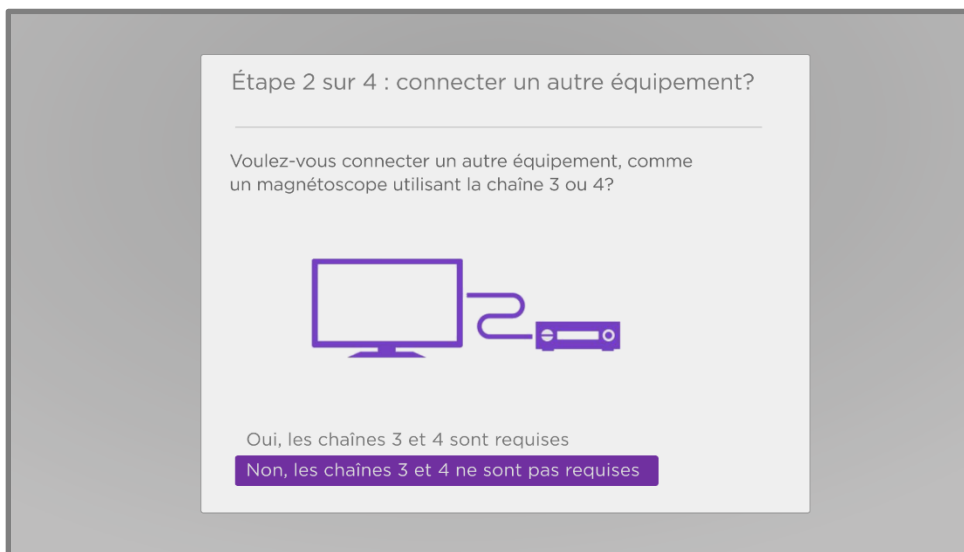 Étape 2 sur 4 : connecter un autre équipement?
Voulez-vous connecter un autre équipement, comme
un magnétoscope utilisant la chaîne 3 ou 4?
Oui, les chaînes 3 et 4 sont requises
Non, les chaînes 3 et 4 ne sont pas requises